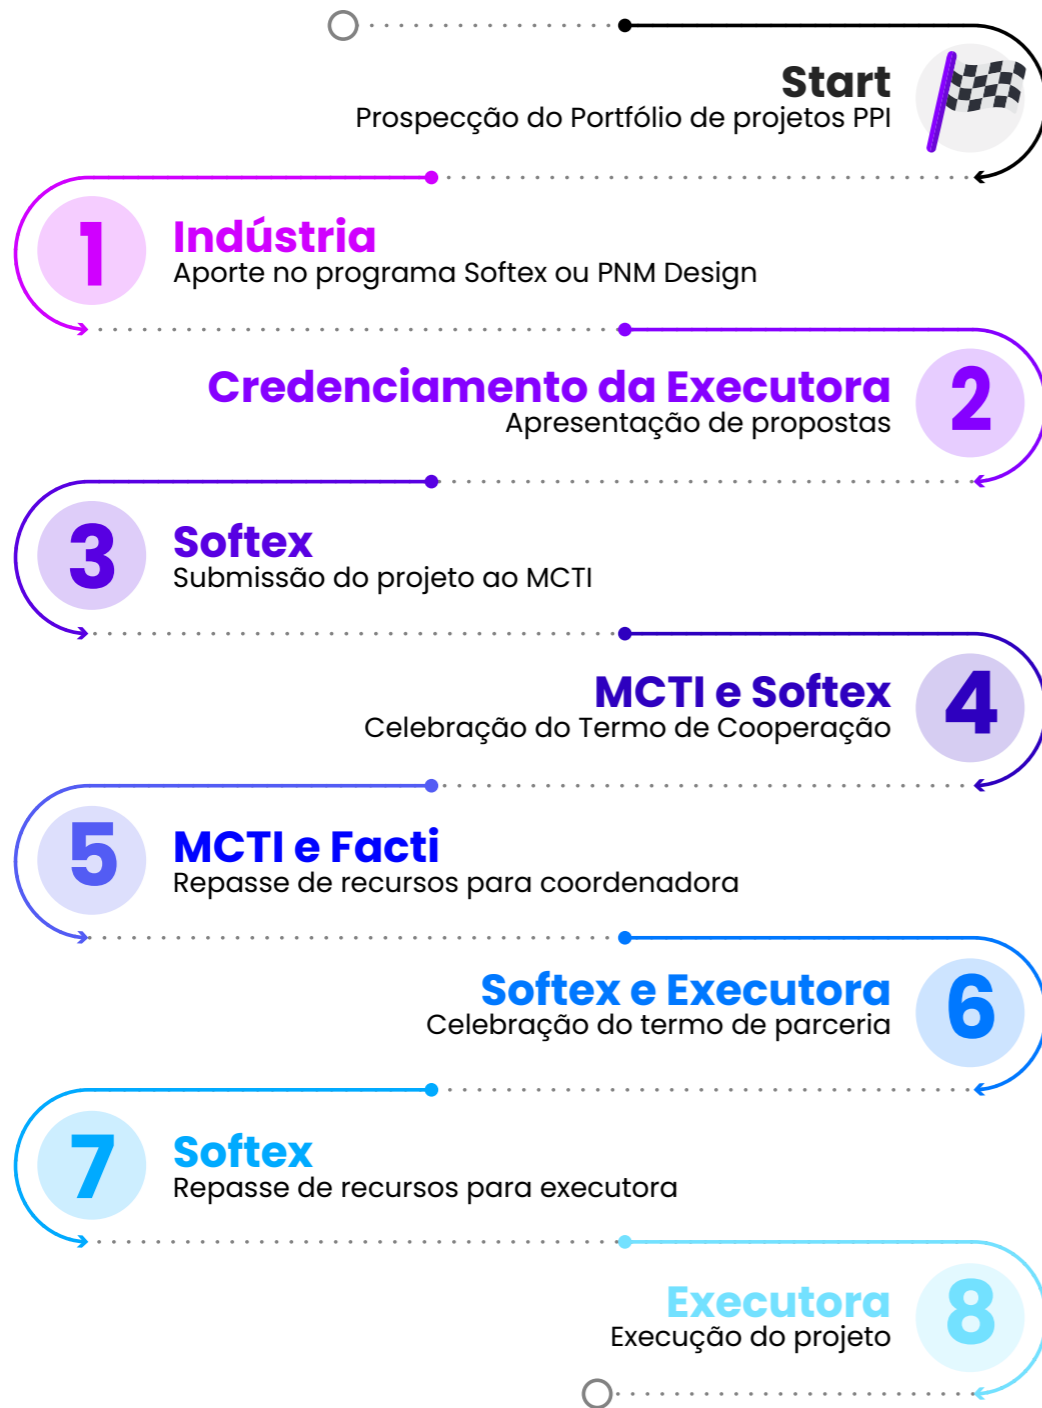 Start
Prospecção do Portfólio de projetos PPI
1
Indústria
Aporte no programa Softex ou PNM Design
Credenciamento da Executora
Apresentação de propostas
2
3
Softex
Submissão do projeto ao MCTI
MCTI e Softex
Celebração do Termo de Cooperação
4
5
MCTI e Facti
Repasse de recursos para coordenadora
Softex e Executora
Celebração do termo de parceria
6
7
Softex
Repasse de recursos para executora
Executora
Execução do projeto
8